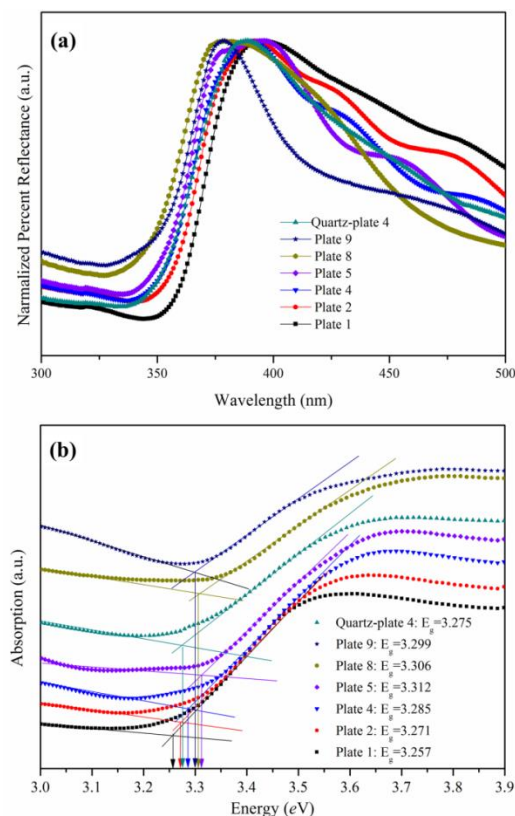 (a)
Narmalized Percent Reflectance (a.u.)
Quartz-plate 4
Plate 9
Plate 8
Plate 5
Plate 4
Plate 2
Plate 1
300 350 400 450 500
Wavelength (nm)
(b)
Absorption (a.u.)
Quartz-plate 4: Eg=3.275
Plate 9: Eg=3.299
Plate 8: Eg=3.306
Plate 5: Eg=3.312
Plate 4: Eg=3.285
Plate 2: Eg=3.271
Plate 1: Eg=3.257
3.0 3.1 3.2 3.3 3.4 3.5 3.6 3.7 3.8 3.9
Energy (eV)